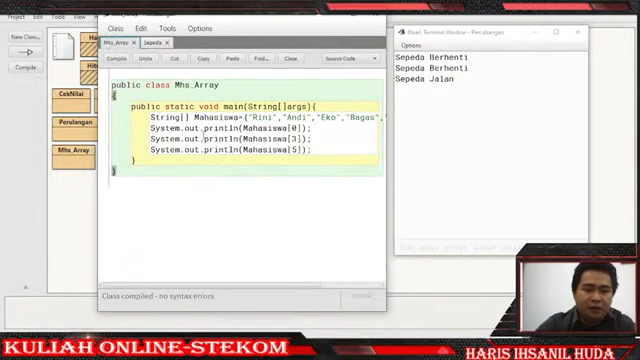 Project
New Class...
Compile
CekNilai
Perulangan
Mhs_Array
Class Edit Tools Options
Mhs_Array × Sepeda ×
Compile Undo Cut Copy Paste Find... Close Source Code
public class Mhs_Array
{
public static void main(String[]args){
String[] Mahasiswa={"Rini","Andi","Eko","Bagas",
System.out.println(Mahasiswa[0]);
System.out.println(Mahasiswa[3]);
System.out.println(Mahasiswa[5]);
}
}
Class compiled - no syntax errors
BlueJ: Terminal Window - Percabangan
Options
Sepeda Berhenti
Sepeda Berhenti
Sepeda Jalan
KULIAH ONLINE-STEKOM
HARIS IHSANIL HUDA